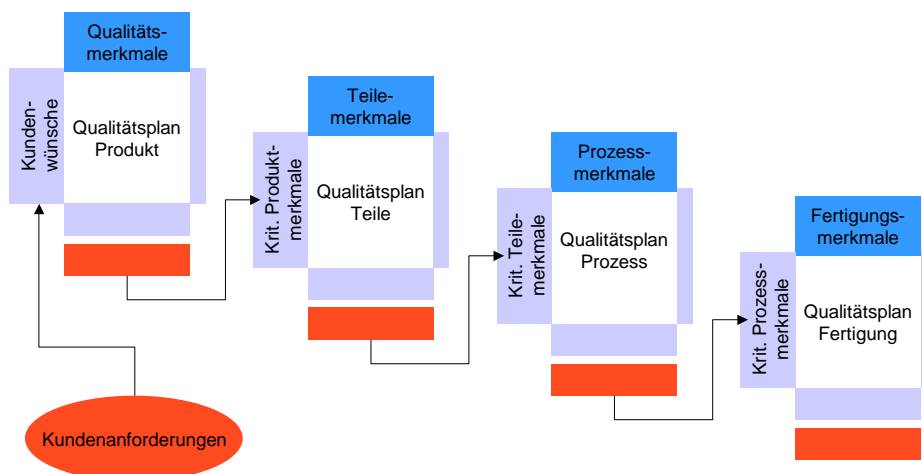 Qualitäts-
merkmale
Kunden-
wünsche
Qualitätsplan
Produkt
Teile-
merkmale
Krit. Produkt-
merkmale
Qualitätsplan
Teile
Prozess-
merkmale
Krit. Teile-
merkmale
Qualitätsplan
Prozess
Fertigungs-
merkmale
Krit. Prozess-
merkmale
Qualitätsplan
Fertigung
Kundenanforderungen